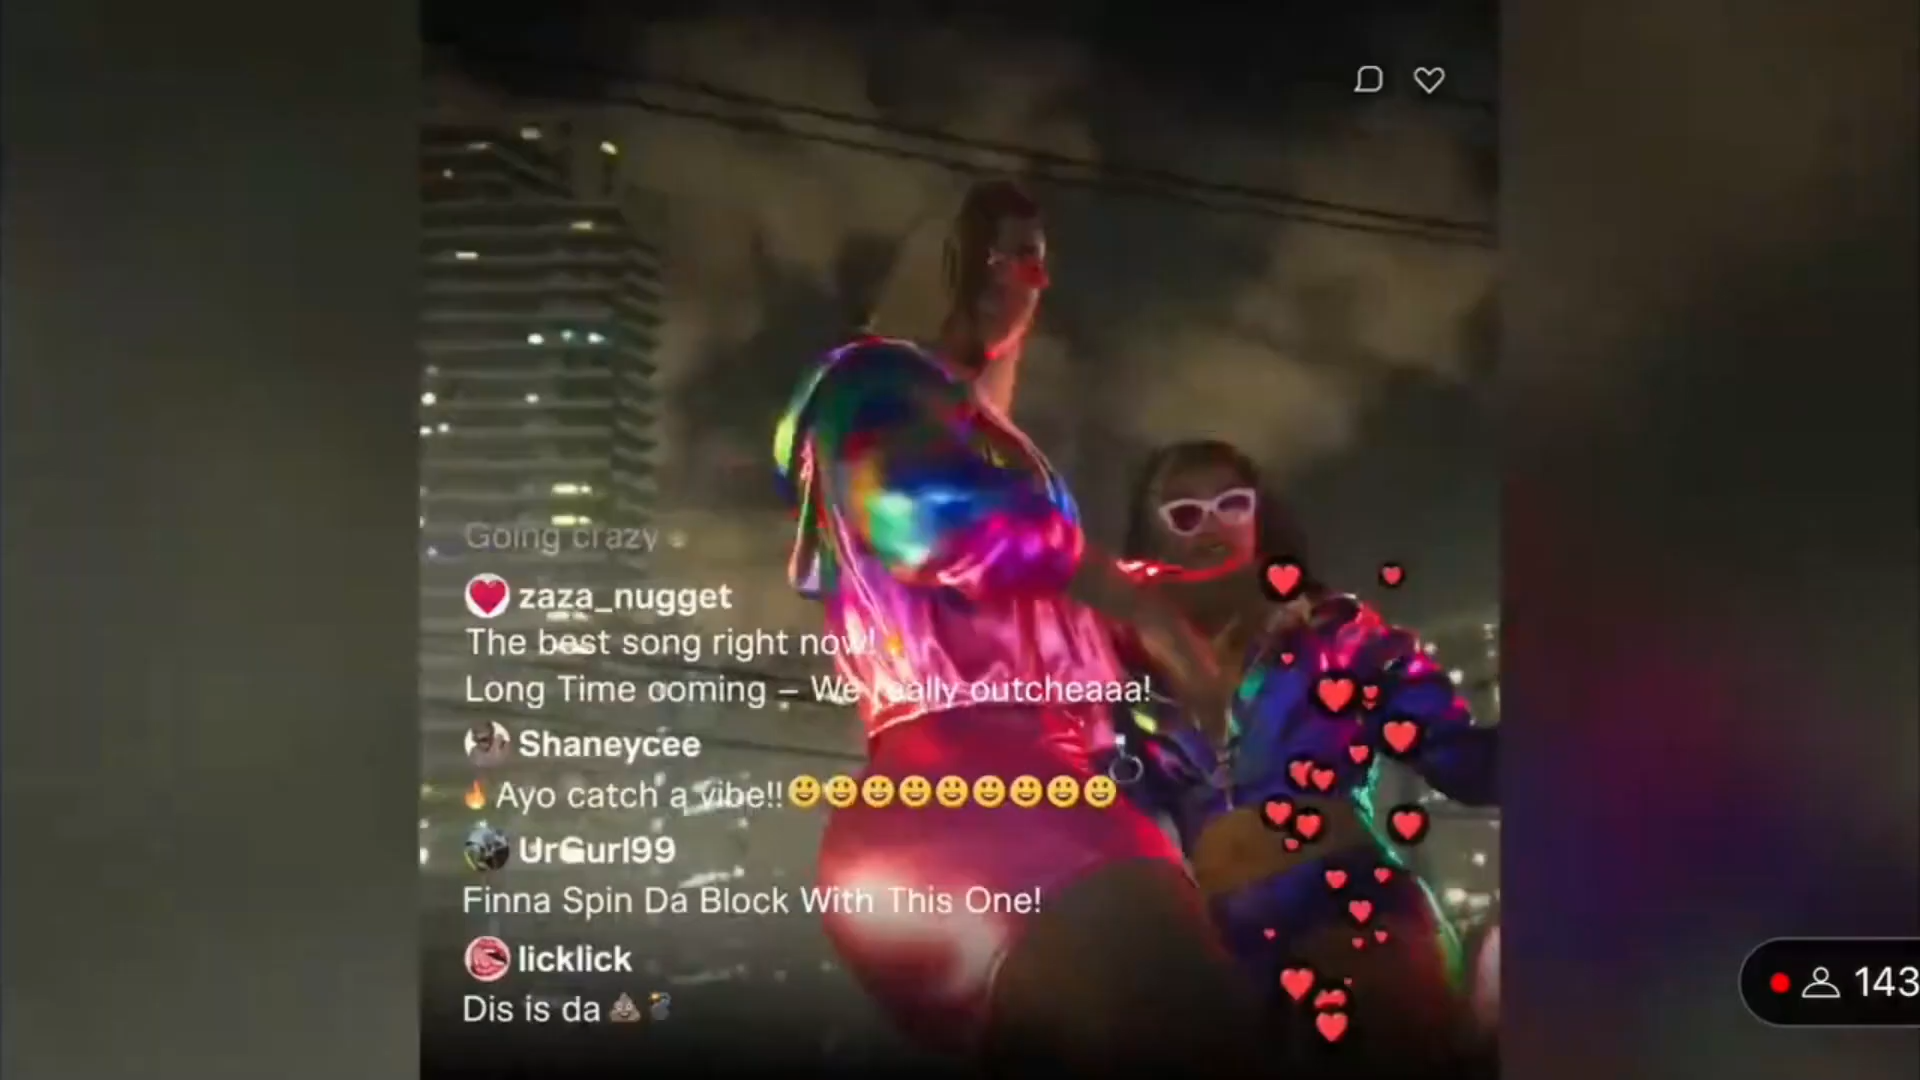 Going crazy
zaza_nugget
The best song right now!
Long Time coming – We really outcheaaa!
Shaneycee
🔥Ayo catch a vibe!!😀😀😀😀😀😀😀😀😀
UrGurl99
Finna Spin Da Block With This One!
licklick
Dis is da 💩💣
143